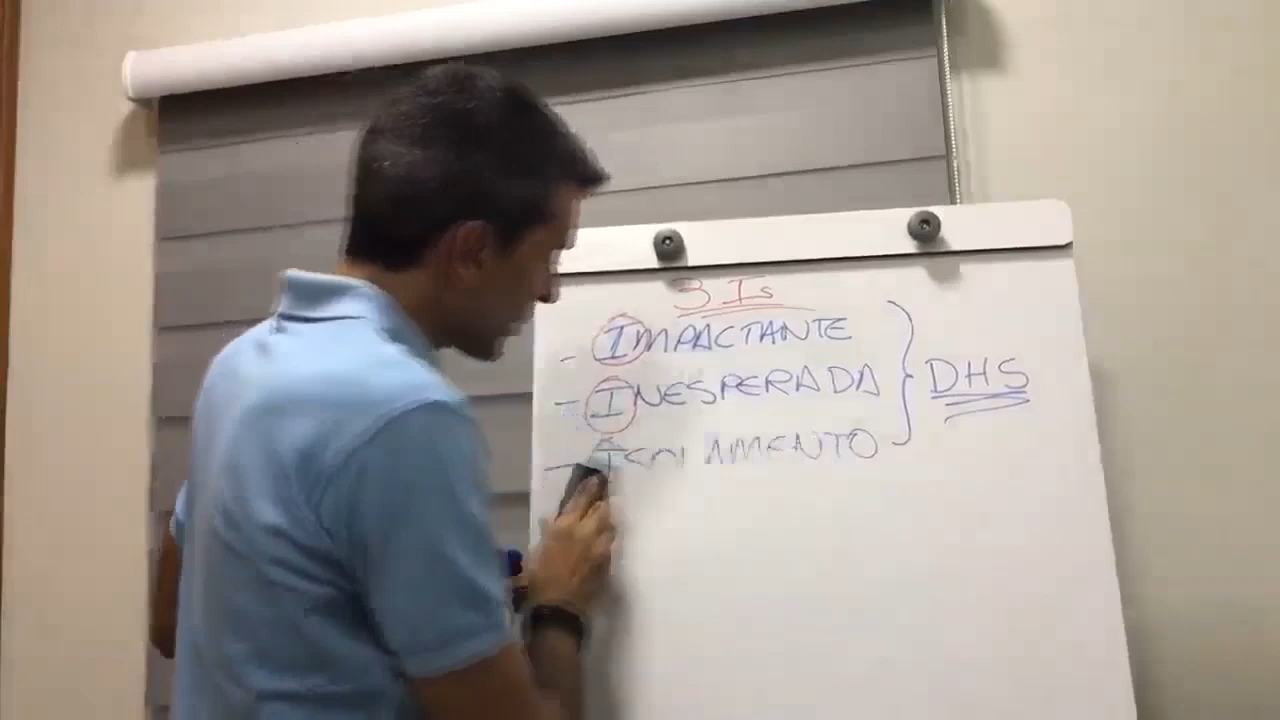 3 Is
- IMPACTANTE
- INESPERADA
- ISOLAMENTO
DHS